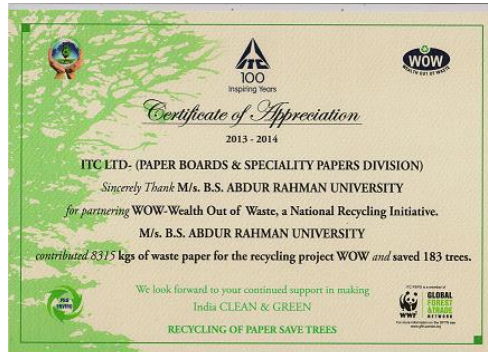 ITC
100
Inspiring Years
WOW
WEALTH OUT OF WASTE
Certificate of Appreciation
2013 - 2014
ITC LTD- (PAPER BOARDS & SPECIALITY PAPERS DIVISION)
Sincerely Thank M/s. B.S. ABDUR RAHMAN UNIVERSITY
for partnering WOW-Wealth Out of Waste, a National Recycling Initiative.
M/s. B.S. ABDUR RAHMAN UNIVERSITY
contributed 8315 kgs of waste paper for the recycling project WOW and saved 183 trees.
We look forward to your continued support in making
India CLEAN & GREEN
RECYCLING OF PAPER SAVE TREES
WWF
GLOBAL
FOREST
& TRADE
NETWORK